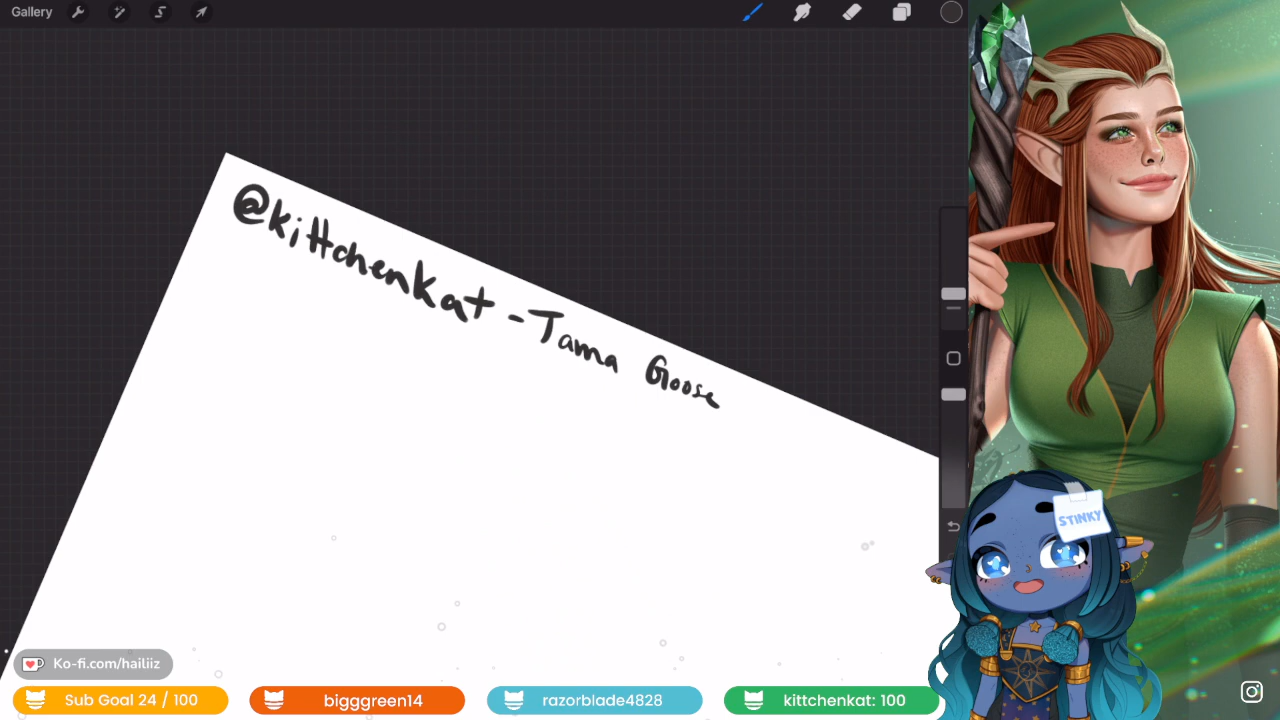 Gallery
@kittchenkat - Tama Goose
STINKY
Ko-fi.com/hailiiz
Sub Goal 24 / 100
bigggreen14
razorblade4828
kittchenkat: 100